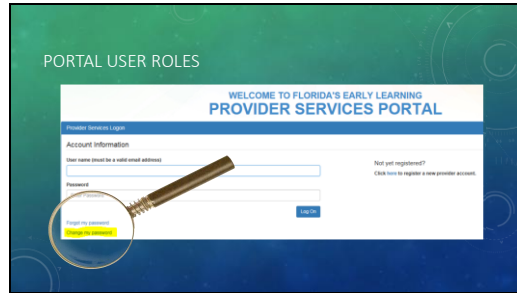 PORTAL USER ROLES
WELCOME TO FLORIDA'S EARLY LEARNING
PROVIDER SERVICES PORTAL
Provider Services Logon
Account Information
User name (must be a valid email address)
Not yet registered?
Click here to register a new provider account.
Password
Log On
Forgot my password
Change my password